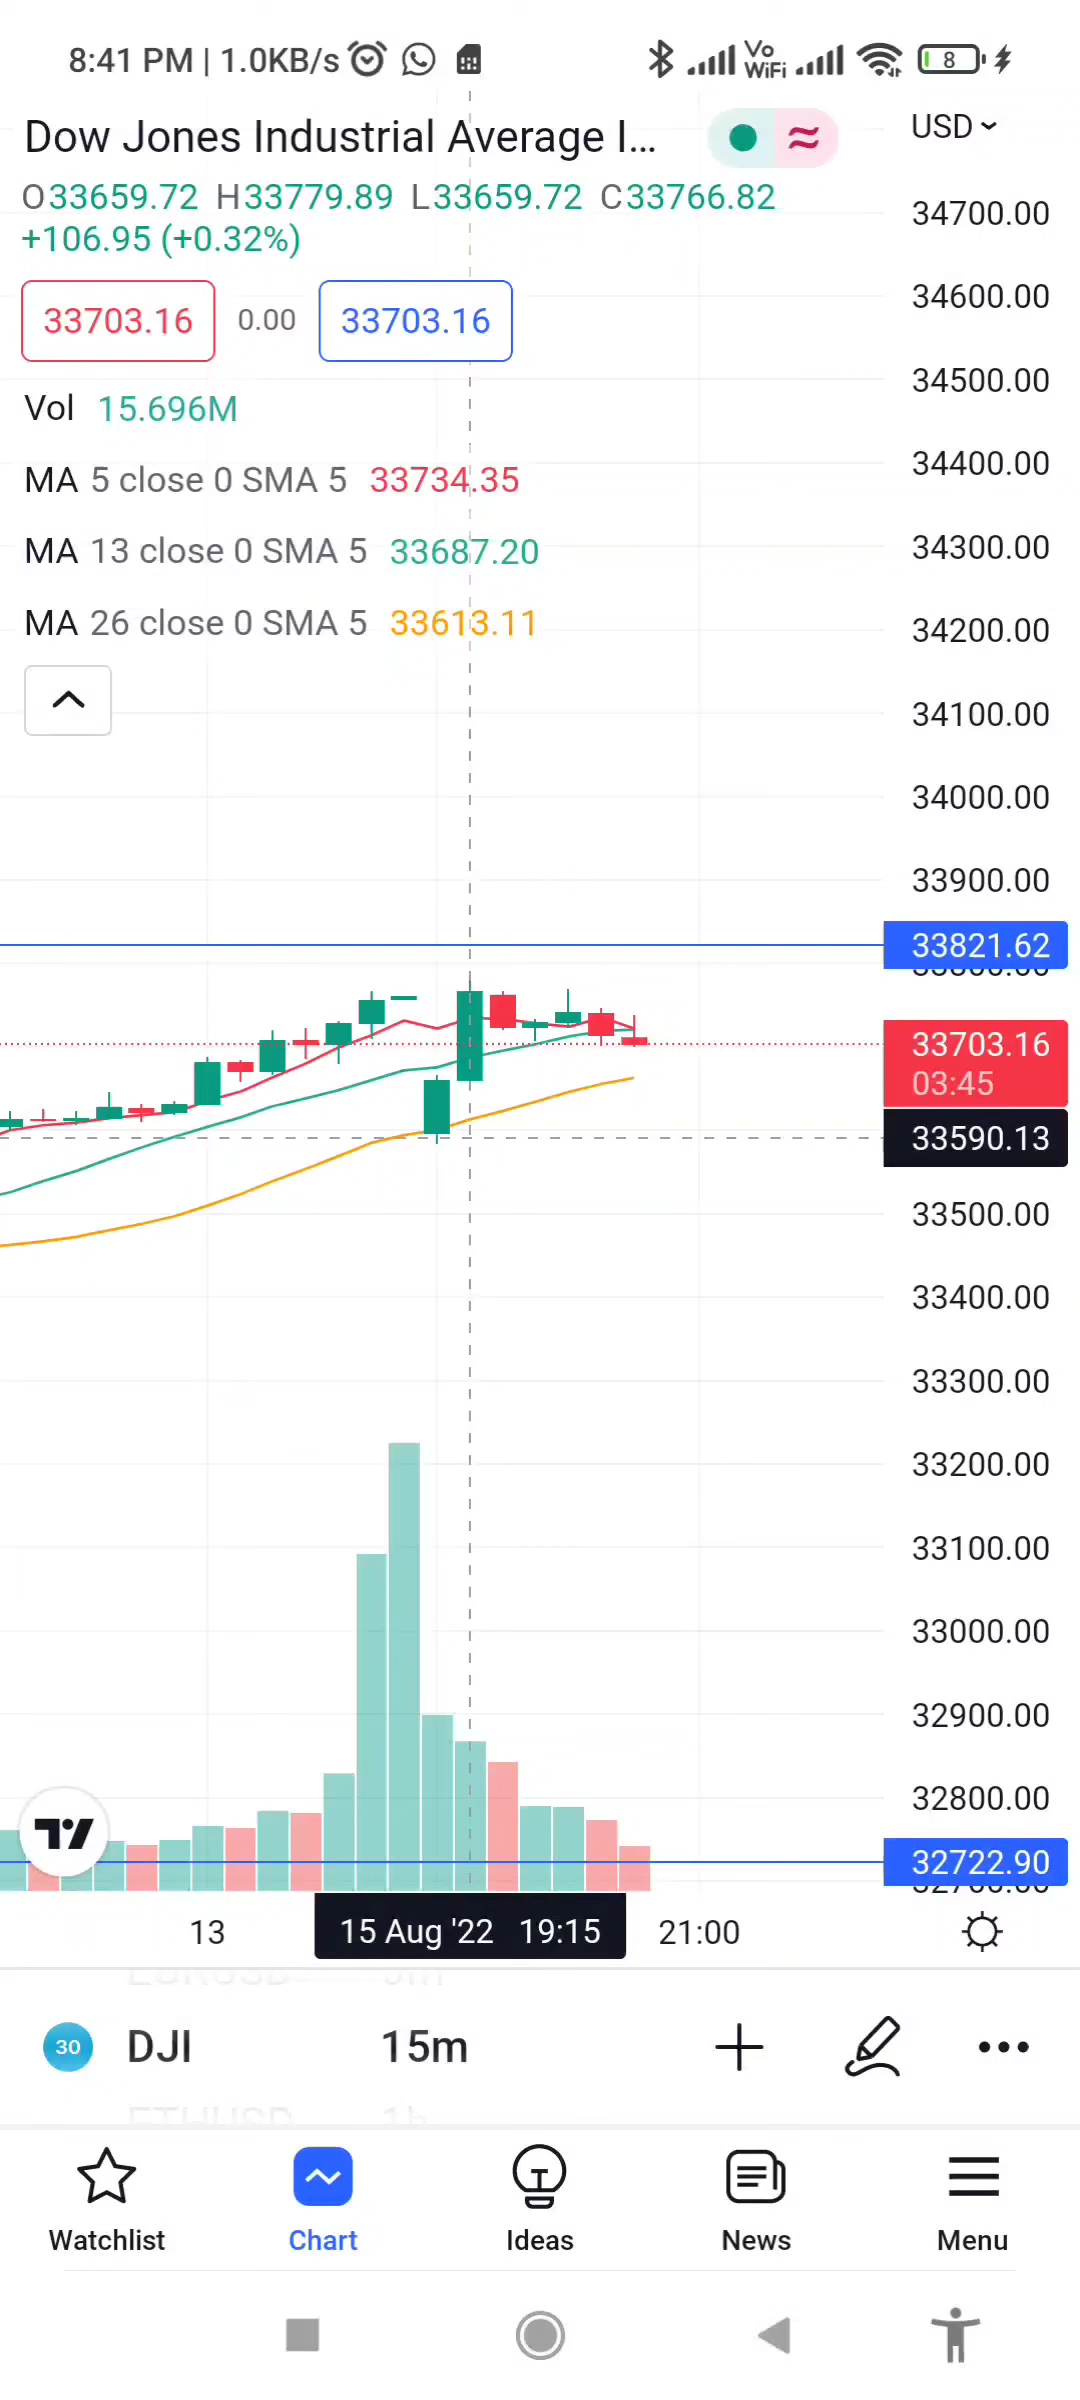 8:41 PM | 1.0KB/s Vo WiFi 8
Dow Jones Industrial Average I... USD
O33659.72 H33779.89 L33659.72 C33766.82
+106.95 (+0.32%)
34700.00
34600.00
33703.16 0.00 33703.16
34500.00
Vol 15.696M
34400.00
MA 5 close 0 SMA 5 33734.35
34300.00
MA 13 close 0 SMA 5 33687.20
34200.00
MA 26 close 0 SMA 5 33613.11
34100.00
34000.00
33900.00
33821.62
33703.16
03:45
33590.13
33500.00
33400.00
33300.00
33200.00
33100.00
33000.00
32900.00
32800.00
32722.90
13 15 Aug '22 19:15 21:00
30 DJI 15m
Watchlist Chart Ideas News Menu